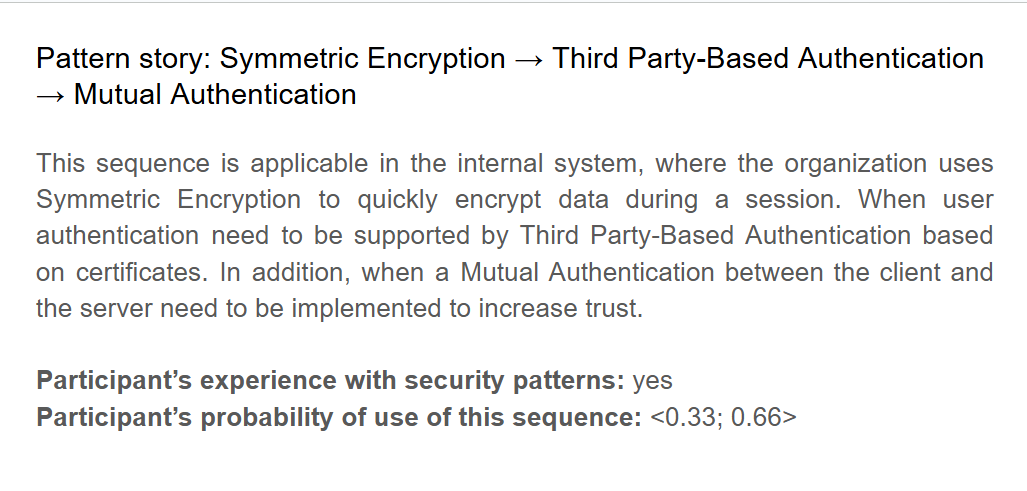 Pattern story: Symmetric Encryption → Third Party-Based Authentication
→ Mutual Authentication
This sequence is applicable in the internal system, where the organization uses
Symmetric Encryption to quickly encrypt data during a session. When user
authentication need to be supported by Third Party-Based Authentication based
on certificates. In addition, when a Mutual Authentication between the client and
the server need to be implemented to increase trust.
Participant’s experience with security patterns: yes
Participant’s probability of use of this sequence: <0.33; 0.66>